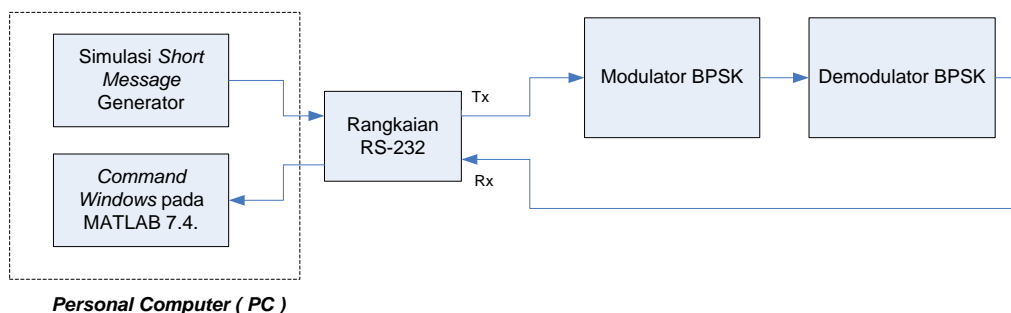 Simulasi Short
Message
Generator
Command
Windows pada
MATLAB 7.4.
Personal Computer ( PC )
Rangkaian
RS-232
Tx
Rx
Modulator BPSK
Demodulator BPSK